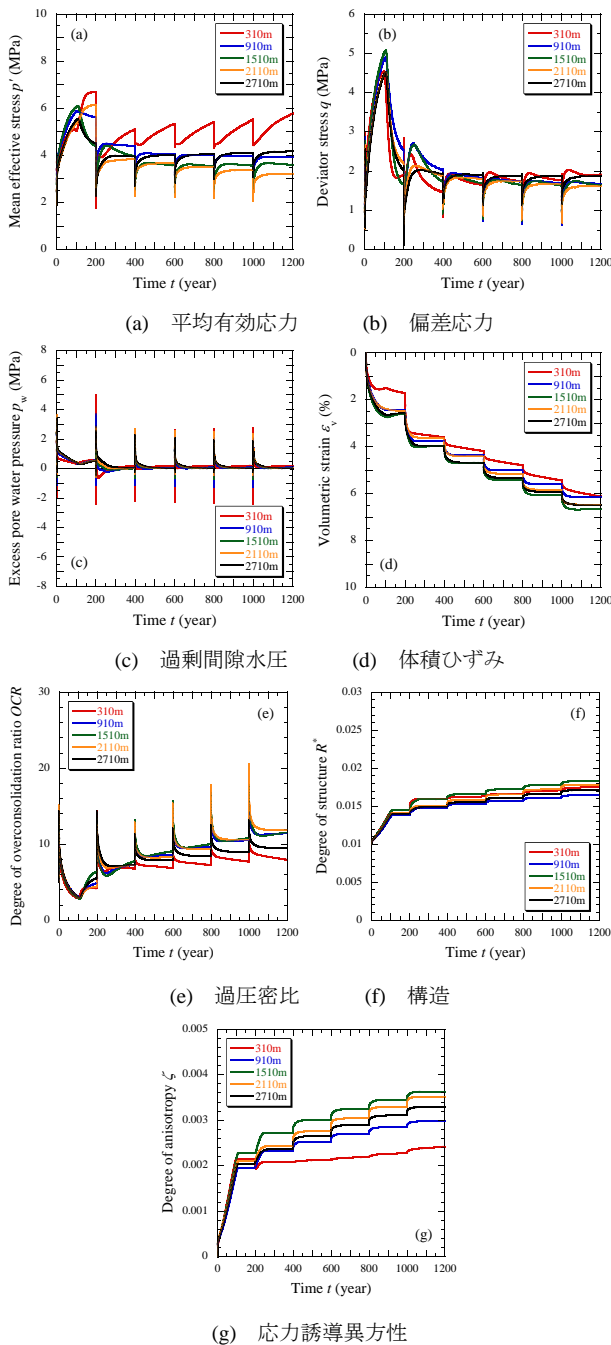 (a)
310m
910m
1510m
2110m
2710m
Mean effective stress p′ (MPa)
10
8
6
4
2
0
0 200 400 600 800 1000 1200
Time t (year)
(a) 平均有効応力
(b)
310m
910m
1510m
2110m
2710m
Deviator stress q (MPa)
6
5
4
3
2
1
0
0 200 400 600 800 1000 1200
Time t (year)
(b) 偏差応力
Excess pore water pressure p_w (MPa)
8
6
4
2
0
-2
-4
-6
-8
(c)
310m
910m
1510m
2110m
2710m
0 200 400 600 800 1000 1200
Time t (year)
(c) 過剰間隙水圧
Volumetric strain ε_v (%)
0
2
4
6
8
10
310m
910m
1510m
2110m
2710m
(d)
0 200 400 600 800 1000 1200
Time t (year)
(d) 体積ひずみ
Degree of overconsolidation ratio OCR
30
20
10
0
310m
910m
1510m
2110m
2710m
(e)
0 200 400 600 800 1000 1200
Time t (year)
(e) 過圧密比
Degree of structure R*
0.03
0.025
0.02
0.015
0.01
0.005
0
(f)
310m
910m
1510m
2110m
2710m
0 200 400 600 800 1000 1200
Time t (year)
(f) 構造
Degree of anisotropy ζ
0.005
0.004
0.003
0.002
0.001
0
310m
910m
1510m
2110m
2710m
(g)
0 200 400 600 800 1000 1200
Time t (year)
(g) 応力誘導異方性